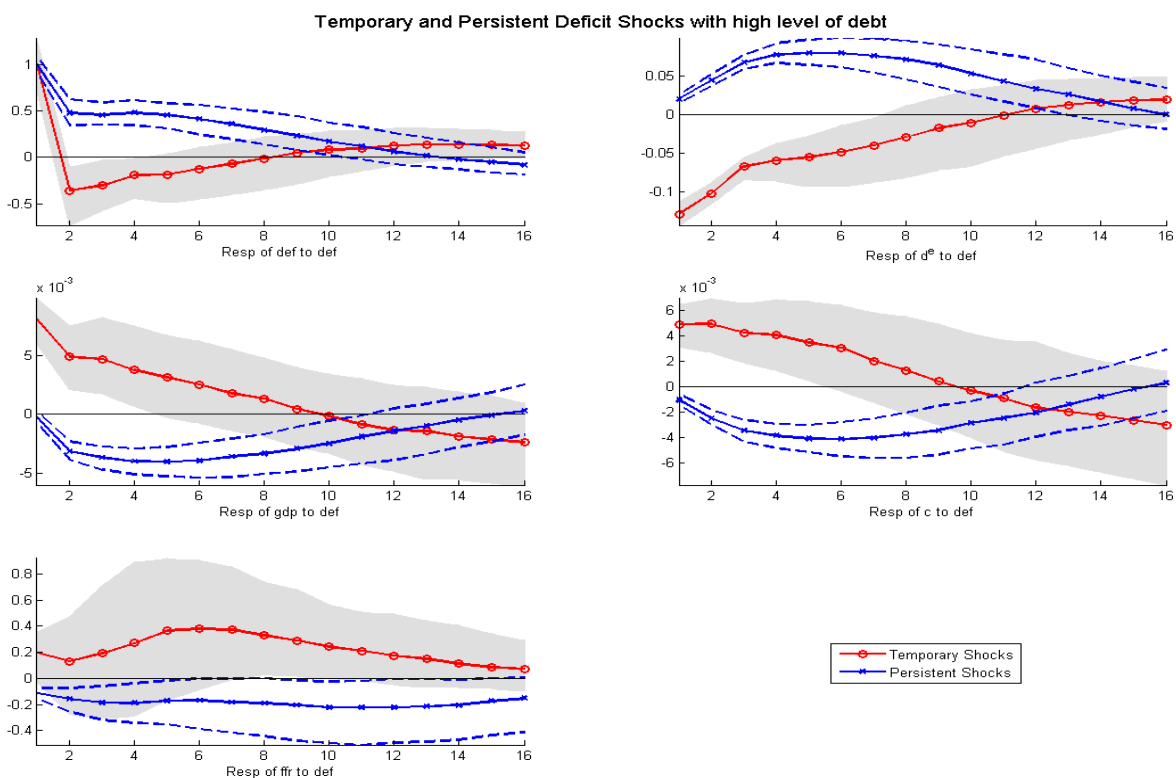 Temporary and Persistent Deficit Shocks with high level of debt
1
0.5
0
-0.5
2 4 6 8 10 12 14 16
Resp of def to def
0.05
0
-0.05
-0.1
2 4 6 8 10 12 14 16
Resp of dᵉ to def
x 10⁻³
5
0
-5
2 4 6 8 10 12 14 16
Resp of gdp to def
x 10⁻³
6
4
2
0
-2
-4
-6
2 4 6 8 10 12 14 16
Resp of c to def
0.8
0.6
0.4
0.2
0
-0.2
-0.4
2 4 6 8 10 12 14 16
Resp of ffr to def
Temporary Shocks
Persistent Shocks